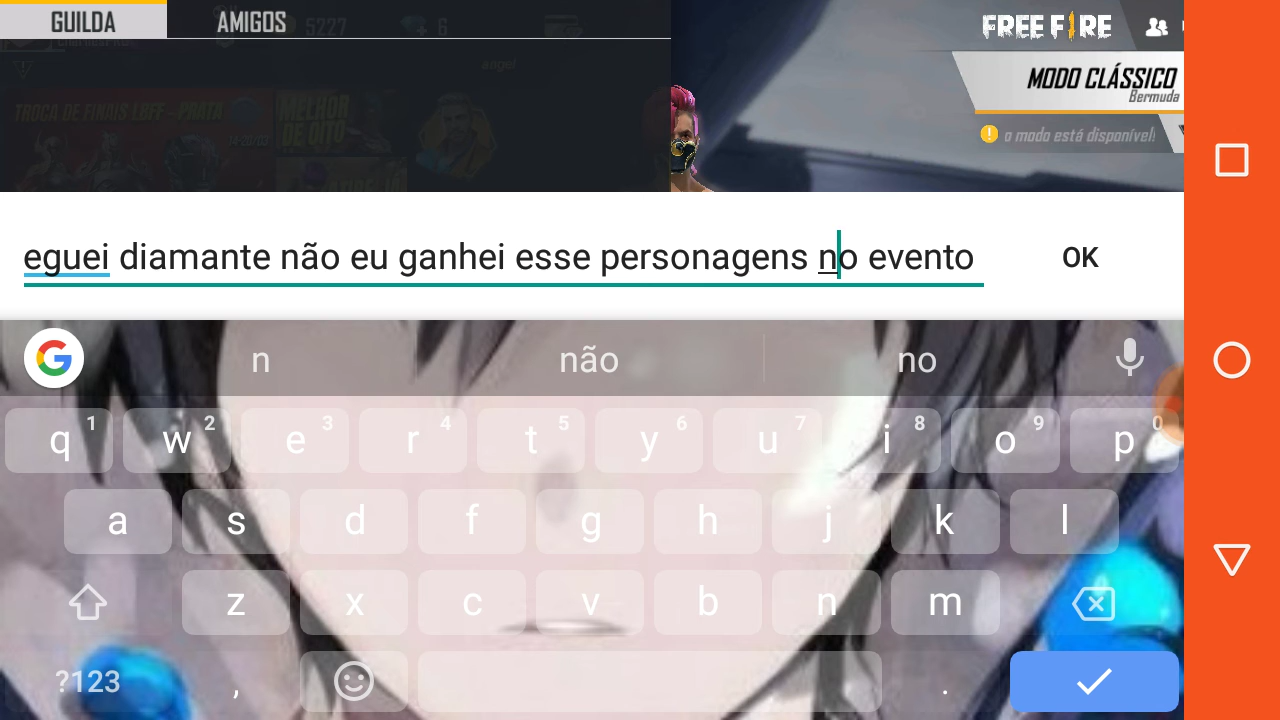 GUILDA
AMIGOS
5227
6
FREE FIRE
MODO CLÁSSICO
Bermuda
o modo está disponível!
angel
TROCA DE FINAIS LBFF - PRATA
MELHOR
DE OITO
eguei diamante não eu ganhei esse personagens no evento
OK
n
não
no
q 1 w 2 e 3 r 4 t 5 y 6 u 7 i 8 o 9 p 0
a s d f g h j k l
z x c v b n m
?123 , .